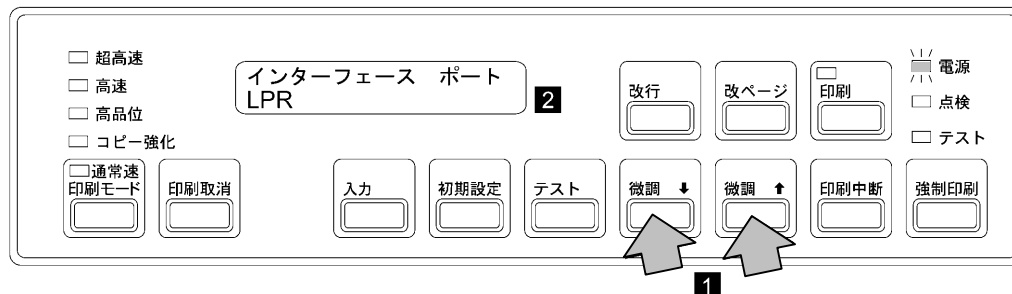 超高速
高速
高品位
コピー強化
通常速
印刷モード
印刷取消
インターフェース ポート
LPR
2
入力
初期設定
テスト
改行
改ページ
印刷
微調 ⬇
微調 ⬆
印刷中断
強制印刷
電源
点検
テスト
1